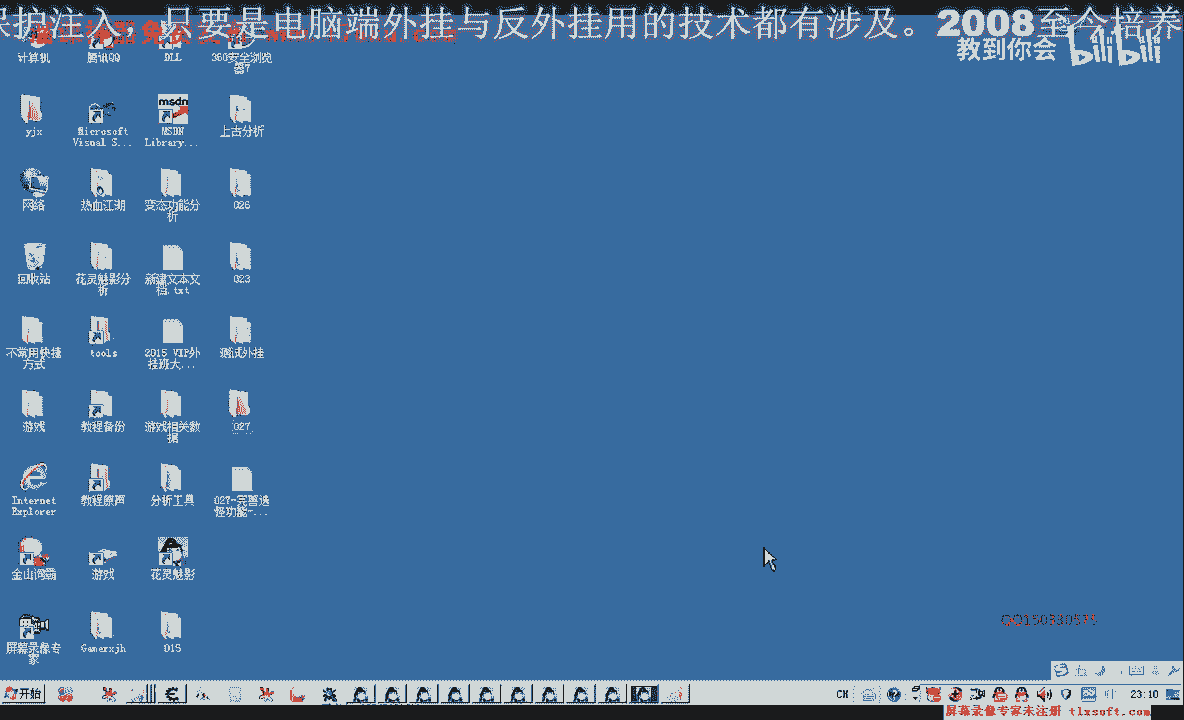 保护注入。只要是电脑端外挂与反外挂用的技术都有涉及。2008至今培养
教到你会 bilibili
计算机
腾讯QQ
DLL
360安全浏览
器7
yjx
Microsoft
Visual S...
msdn
MSDN
Library...
上古分析
网络
热血江湖
变态功能分
析
026
回收站
花灵魅影分
析
新建文本文
档.txt
023
不常用快捷
方式
tools
2015 VIP外
挂班大...
测试外挂
游戏
教程备份
游戏相关数
据
027
Internet
Explorer
教程原声
分析工具
027-完善选
怪功能-...
金山词霸
游戏
花灵魅影
屏幕录像专
家
Gamerxjh
015
QQ150330575
开始
CH
23:10
屏幕录像专家未注册 tlxsoft.com